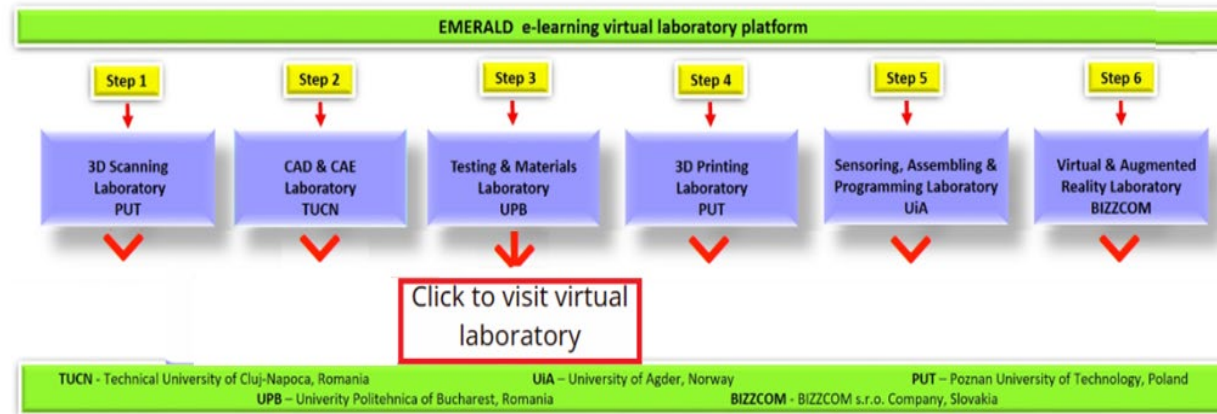 EMERALD e-learning virtual laboratory platform
Step 1
Step 2
Step 3
Step 4
Step 5
Step 6
3D Scanning
Laboratory
PUT
CAD & CAE
Laboratory
TUCN
Testing & Materials
Laboratory
UPB
3D Printing
Laboratory
PUT
Sensoring, Assembling &
Programming Laboratory
UiA
Virtual & Augmented
Reality Laboratory
BIZZCOM
Click to visit virtual
laboratory
TUCN - Technical University of Cluj-Napoca, Romania
UiA – University of Agder, Norway
PUT – Poznan University of Technology, Poland
UPB – Univerity Politehnica of Bucharest, Romania
BIZZCOM - BIZZCOM s.r.o. Company, Slovakia